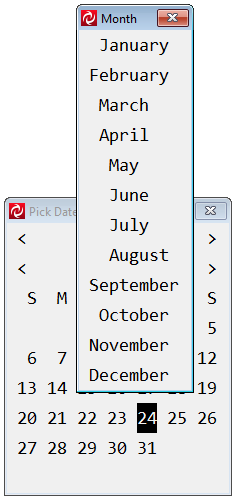 Month
January
February
March
April
May
June
July
August
September
October
November
December
Pick Date
< >
< >
S M S
5
6 7 12
13 14 19
20 21 22 23 24 25 26
27 28 29 30 31